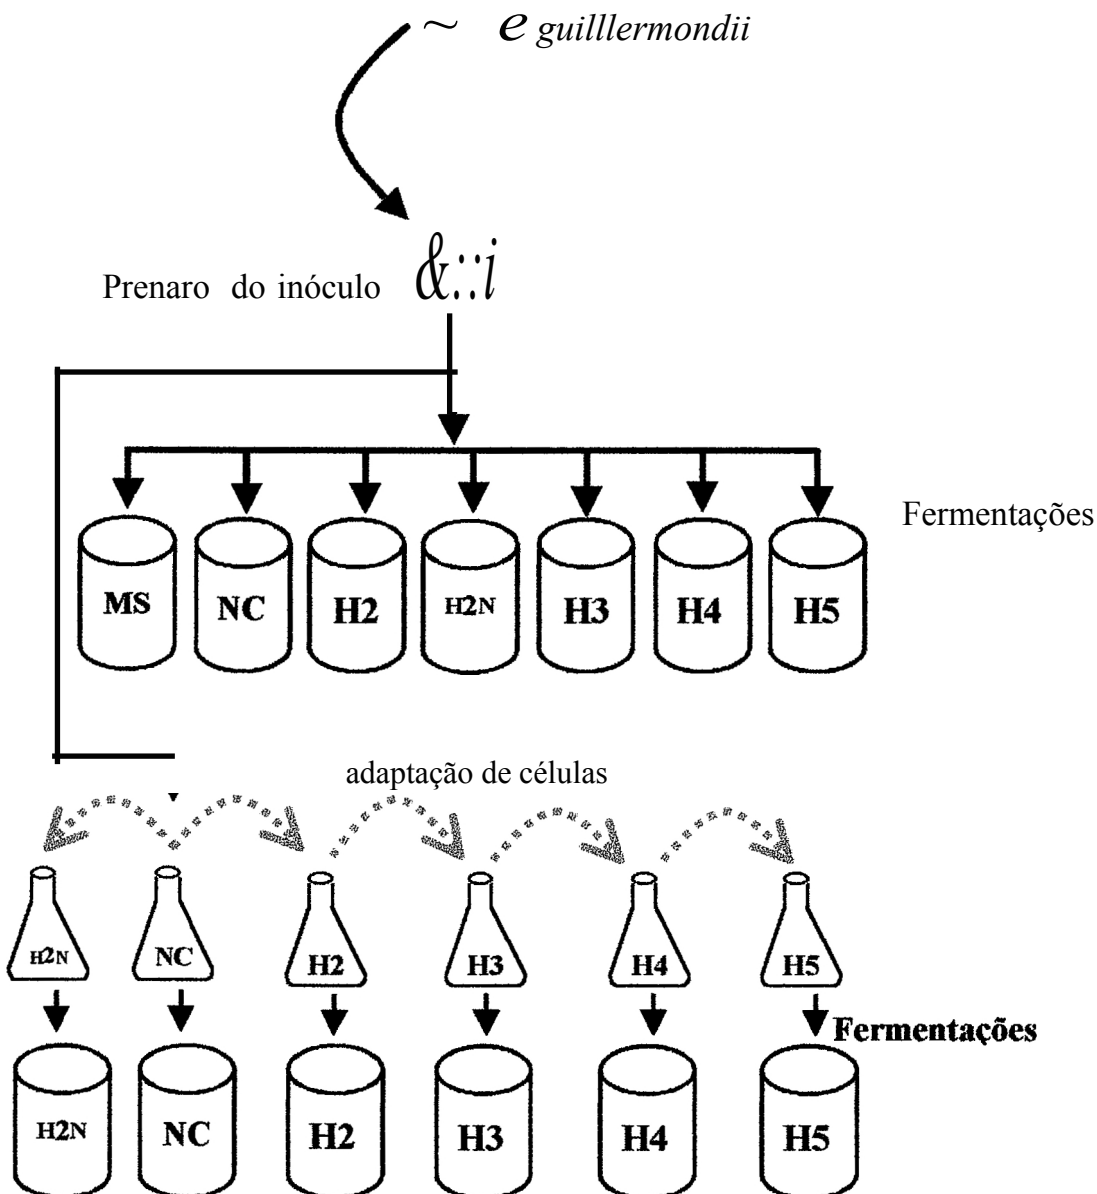 ~ e guilllermondii
Prenaro do inóculo &::i
Fermentações
MS NC H2 H2N H3 H4 H5
adaptação de células
H2N NC H2 H3 H4 H5
Fermentações
H2N NC H2 H3 H4 H5